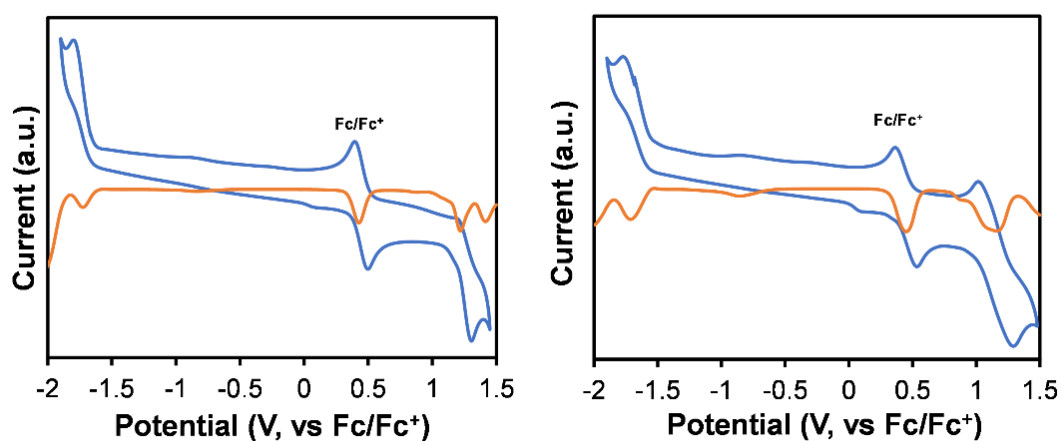 Fc/Fc⁺
Current (a.u.)
-2 -1.5 -1 -0.5 0 0.5 1 1.5
Potential (V, vs Fc/Fc⁺)
Fc/Fc⁺
Current (a.u.)
-2 -1.5 -1 -0.5 0 0.5 1 1.5
Potential (V, vs Fc/Fc⁺)